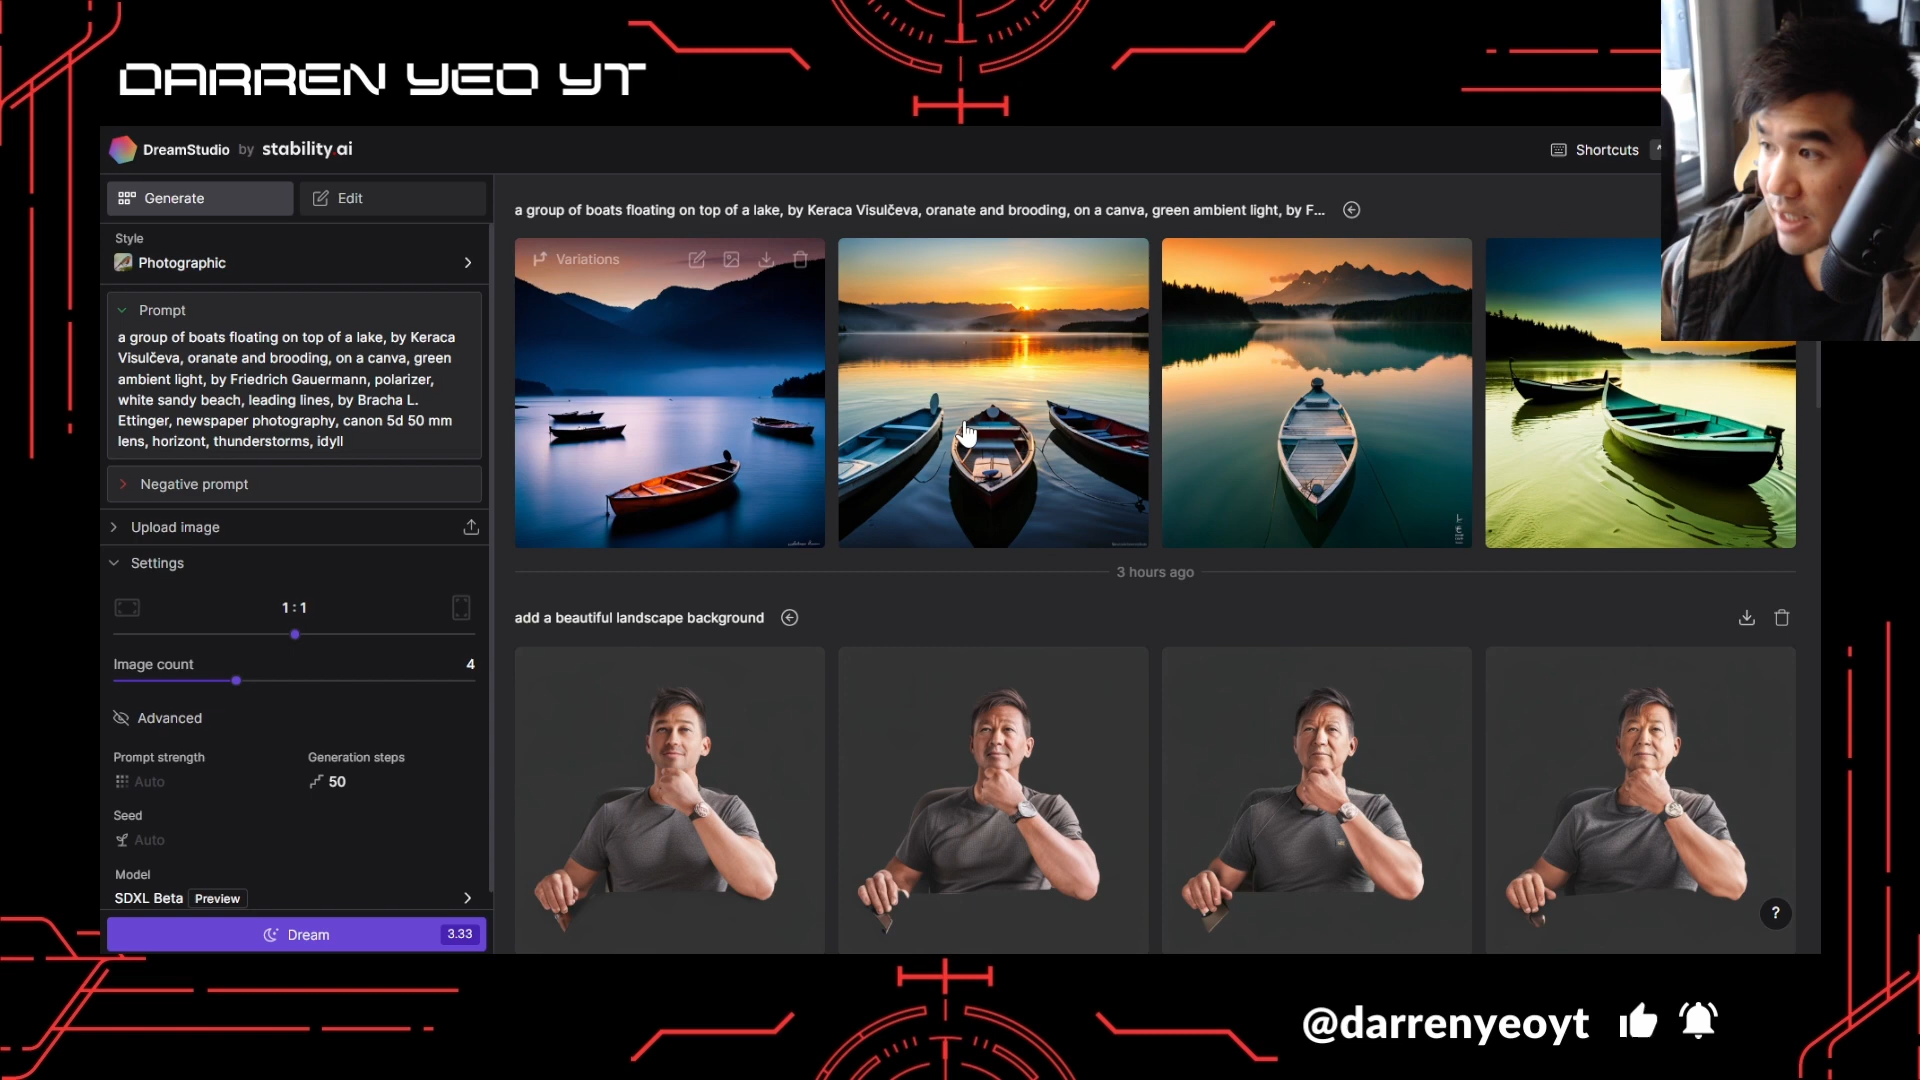 DARREN YEO YT
DreamStudio by stability.ai
Shortcuts
Generate
Edit
Style
Photographic
Prompt
a group of boats floating on top of a lake, by Keraca
Visulčeva, oranate and brooding, on a canva, green
ambient light, by Friedrich Gauermann, polarizer,
white sandy beach, leading lines, by Bracha L.
Ettinger, newspaper photography, canon 5d 50 mm
lens, horizont, thunderstorms, idyll
Negative prompt
Upload image
Settings
1:1
Image count
4
Advanced
Prompt strength
Generation steps
Auto
50
Seed
Auto
Model
SDXL Beta Preview
Dream
3.33
a group of boats floating on top of a lake, by Keraca Visulčeva, oranate and brooding, on a canva, green ambient light, by F...
Variations
3 hours ago
add a beautiful landscape background
?
@darrenyeoyt